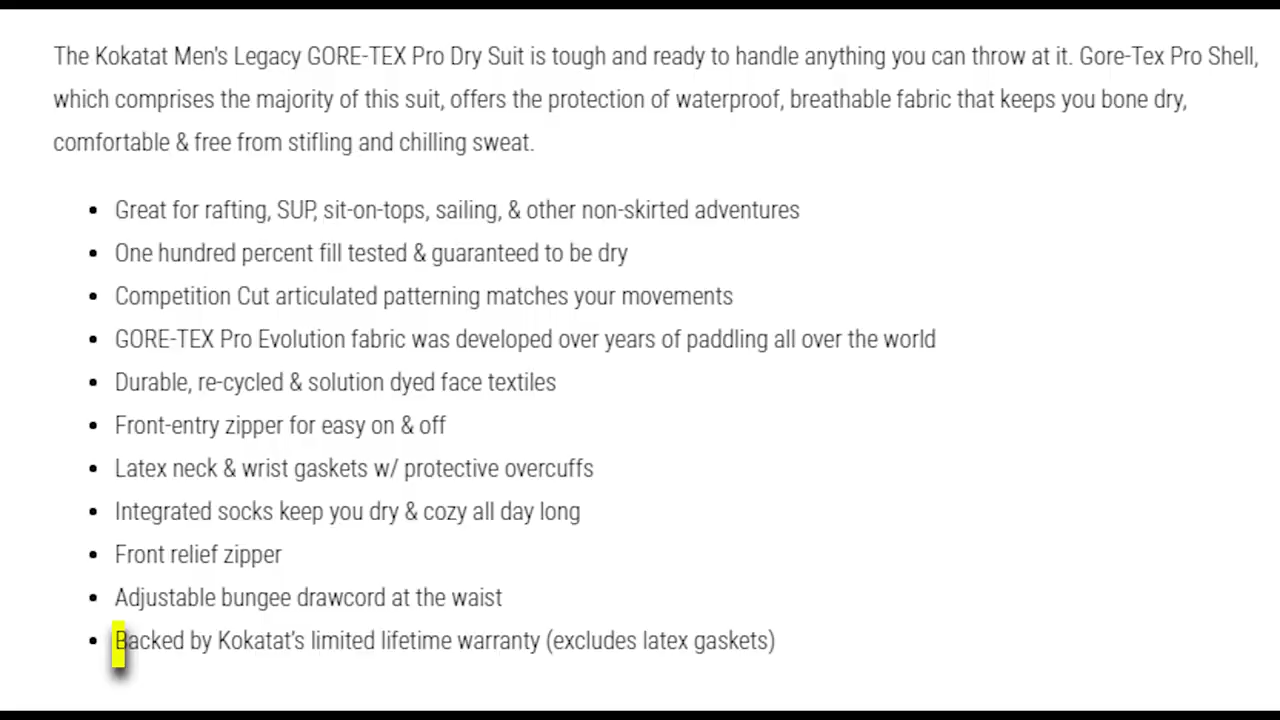 The Kokatat Men's Legacy GORE-TEX Pro Dry Suit is tough and ready to handle anything you can throw at it. Gore-Tex Pro Shell,
which comprises the majority of this suit, offers the protection of waterproof, breathable fabric that keeps you bone dry,
comfortable & free from stifling and chilling sweat.
• Great for rafting, SUP, sit-on-tops, sailing, & other non-skirted adventures
• One hundred percent fill tested & guaranteed to be dry
• Competition Cut articulated patterning matches your movements
• GORE-TEX Pro Evolution fabric was developed over years of paddling all over the world
• Durable, re-cycled & solution dyed face textiles
• Front-entry zipper for easy on & off
• Latex neck & wrist gaskets w/ protective overcuffs
• Integrated socks keep you dry & cozy all day long
• Front relief zipper
• Adjustable bungee drawcord at the waist
• Backed by Kokatat's limited lifetime warranty (excludes latex gaskets)